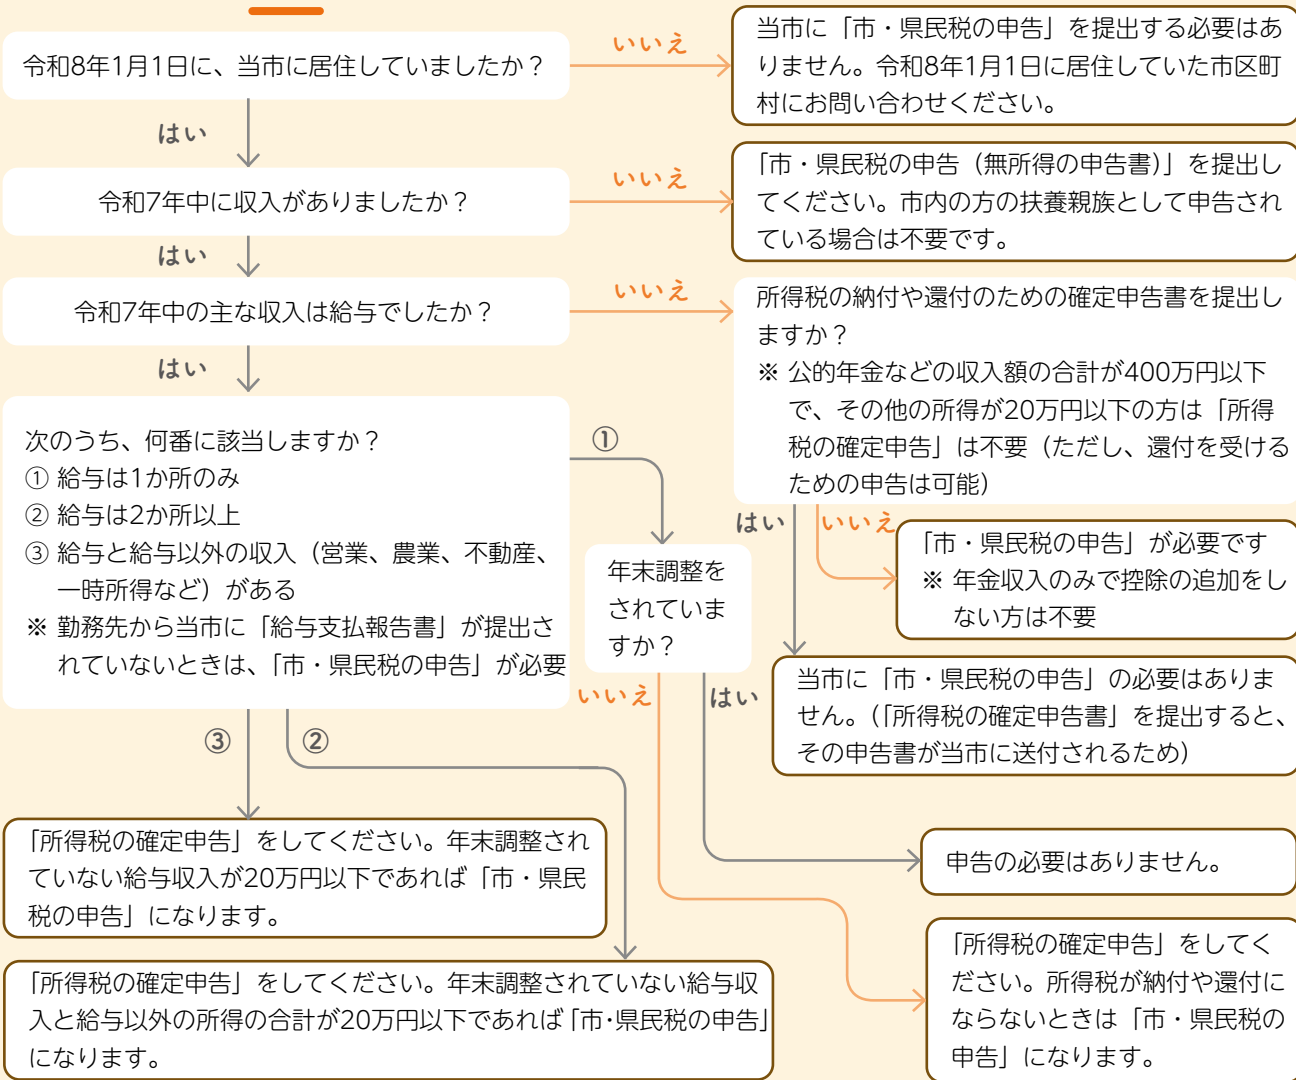 令和8年1月1日に、当市に居住していましたか？
いいえ
当市に「市・県民税の申告」を提出する必要はあ
りません。令和8年1月1日に居住していた市区町
村にお問い合わせください。
はい
令和7年中に収入がありましたか？
いいえ
「市・県民税の申告（無所得の申告書）」を提出し
てください。市内の方の扶養親族として申告され
ている場合は不要です。
はい
令和7年中の主な収入は給与でしたか？
いいえ
所得税の納付や還付のための確定申告書を提出し
ますか？
※ 公的年金などの収入額の合計が400万円以下
で、その他の所得が20万円以下の方は「所得
税の確定申告」は不要（ただし、還付を受ける
ための申告は可能）
はい
次のうち、何番に該当しますか？
① 給与は1か所のみ
② 給与は2か所以上
③ 給与と給与以外の収入（営業、農業、不動産、
一時所得など）がある
※ 勤務先から当市に「給与支払報告書」が提出さ
れていないときは、「市・県民税の申告」が必要
①
年末調整を
されていま
すか？
はい
いいえ
「市・県民税の申告」が必要です
※ 年金収入のみで控除の追加をし
ない方は不要
当市に「市・県民税の申告」の必要はありま
せん。（「所得税の確定申告書」を提出すると、
その申告書が当市に送付されるため）
いいえ
はい
③
②
「所得税の確定申告」をしてください。年末調整され
ていない給与収入が20万円以下であれば「市・県民
税の申告」になります。
申告の必要はありません。
「所得税の確定申告」をしてください。年末調整されていない給与収
入と給与以外の所得の合計が20万円以下であれば「市・県民税の申告」
になります。
「所得税の確定申告」をしてく
ださい。所得税が納付や還付に
ならないときは「市・県民税の
申告」になります。